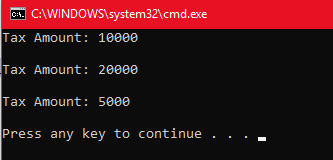 C:\WINDOWS\system32\cmd.exe
Tax Amount: 10000
Tax Amount: 20000
Tax Amount: 5000
Press any key to continue . . .